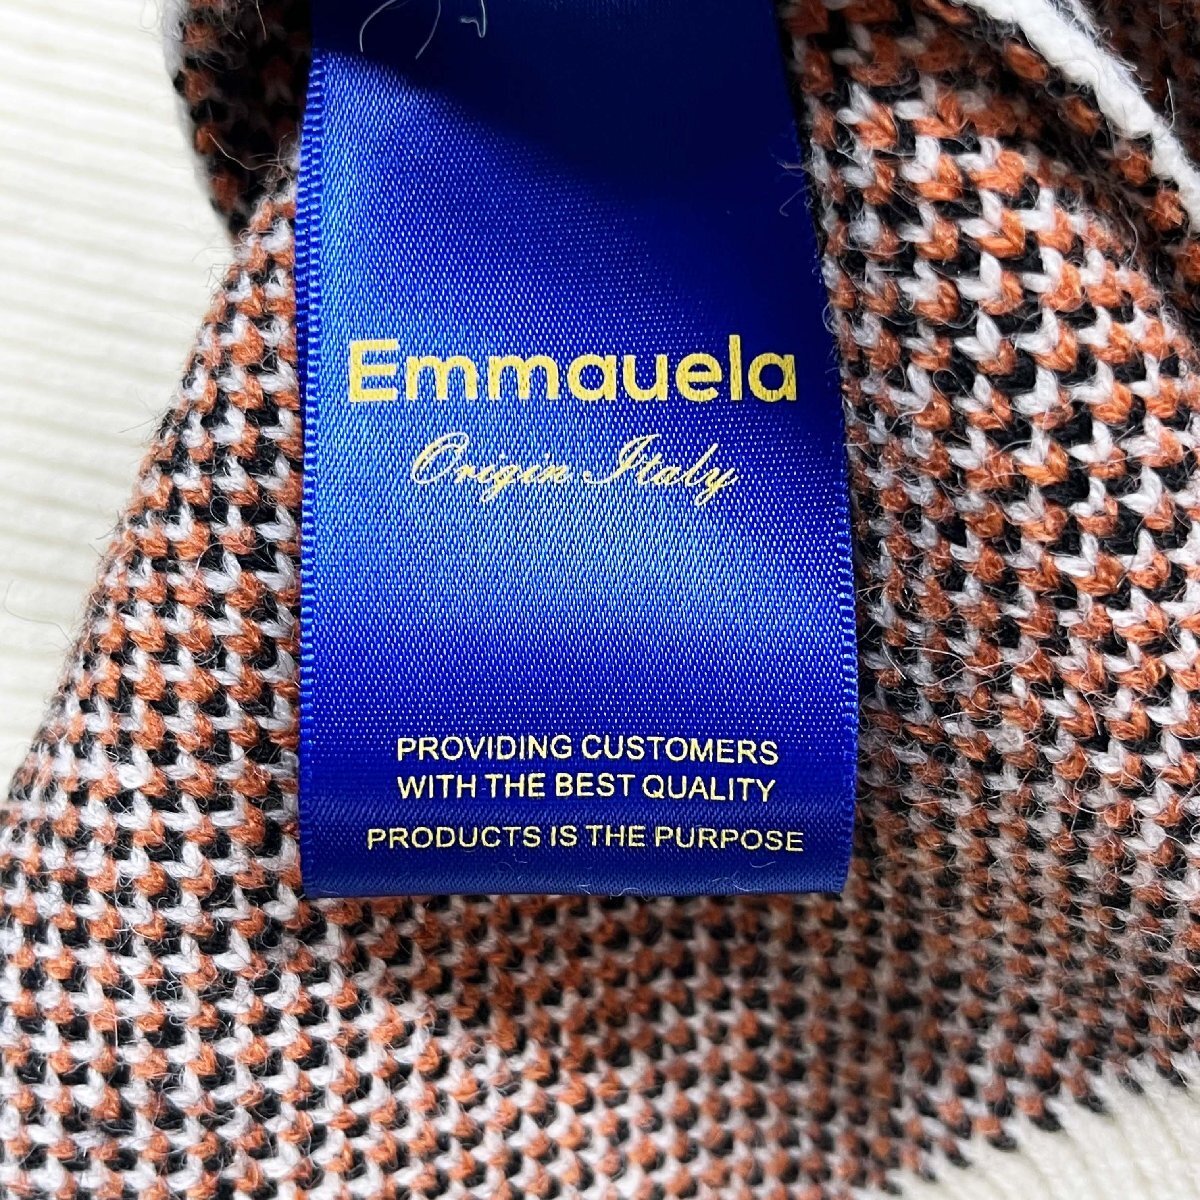 Emmauela
Origin Italy
PROVIDING CUSTOMERS
WITH THE BEST QUALITY
PRODUCTS IS THE PURPOSE